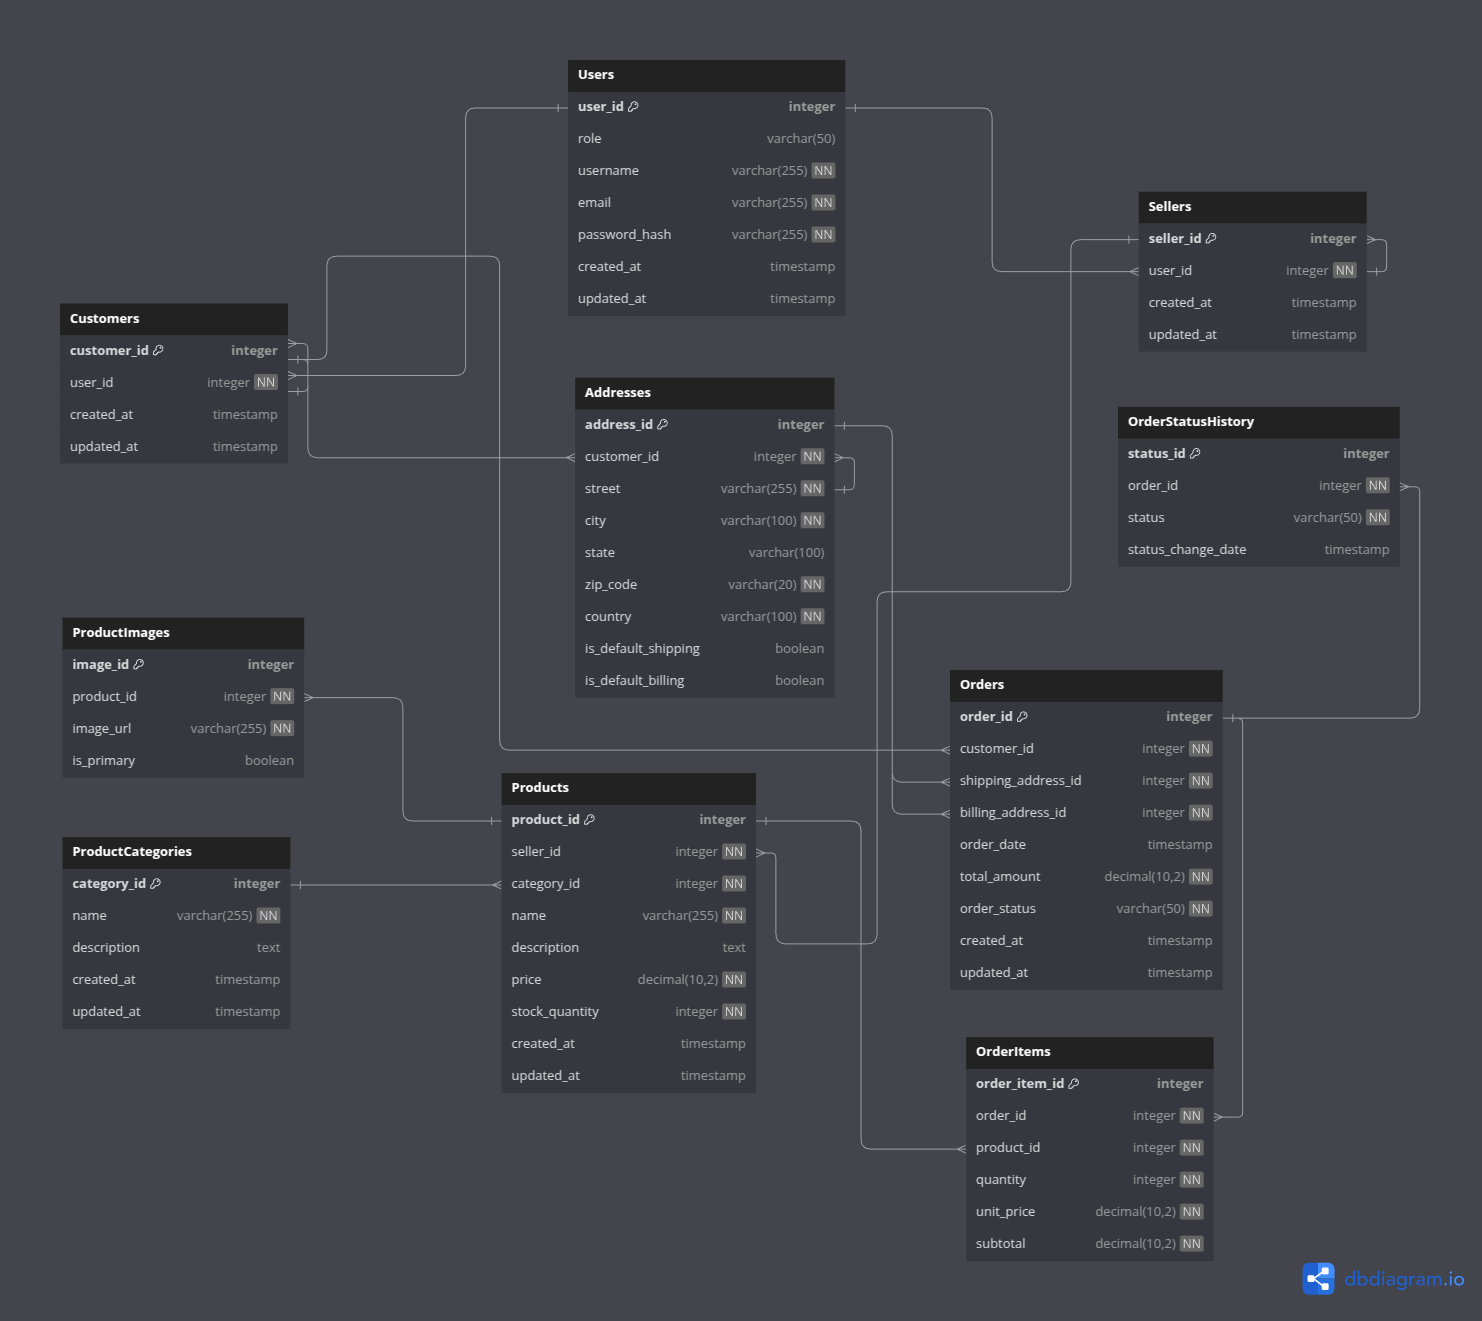 Users
user_id integer
role varchar(50)
username varchar(255) NN
email varchar(255) NN
password_hash varchar(255) NN
created_at timestamp
updated_at timestamp
Sellers
seller_id integer
user_id integer NN
created_at timestamp
updated_at timestamp
Customers
customer_id integer
user_id integer NN
created_at timestamp
updated_at timestamp
Addresses
address_id integer
customer_id integer NN
street varchar(255) NN
city varchar(100) NN
state varchar(100)
zip_code varchar(20) NN
country varchar(100) NN
is_default_shipping boolean
is_default_billing boolean
OrderStatusHistory
status_id integer
order_id integer NN
status varchar(50) NN
status_change_date timestamp
ProductImages
image_id integer
product_id integer NN
image_url varchar(255) NN
is_primary boolean
Orders
order_id integer
customer_id integer NN
shipping_address_id integer NN
billing_address_id integer NN
order_date timestamp
total_amount decimal(10,2) NN
order_status varchar(50) NN
created_at timestamp
updated_at timestamp
Products
product_id integer
seller_id integer NN
category_id integer NN
name varchar(255) NN
description text
price decimal(10,2) NN
stock_quantity integer NN
created_at timestamp
updated_at timestamp
ProductCategories
category_id integer
name varchar(255) NN
description text
created_at timestamp
updated_at timestamp
OrderItems
order_item_id integer
order_id integer NN
product_id integer NN
quantity integer NN
unit_price decimal(10,2) NN
subtotal decimal(10,2) NN
dbdiagram.io